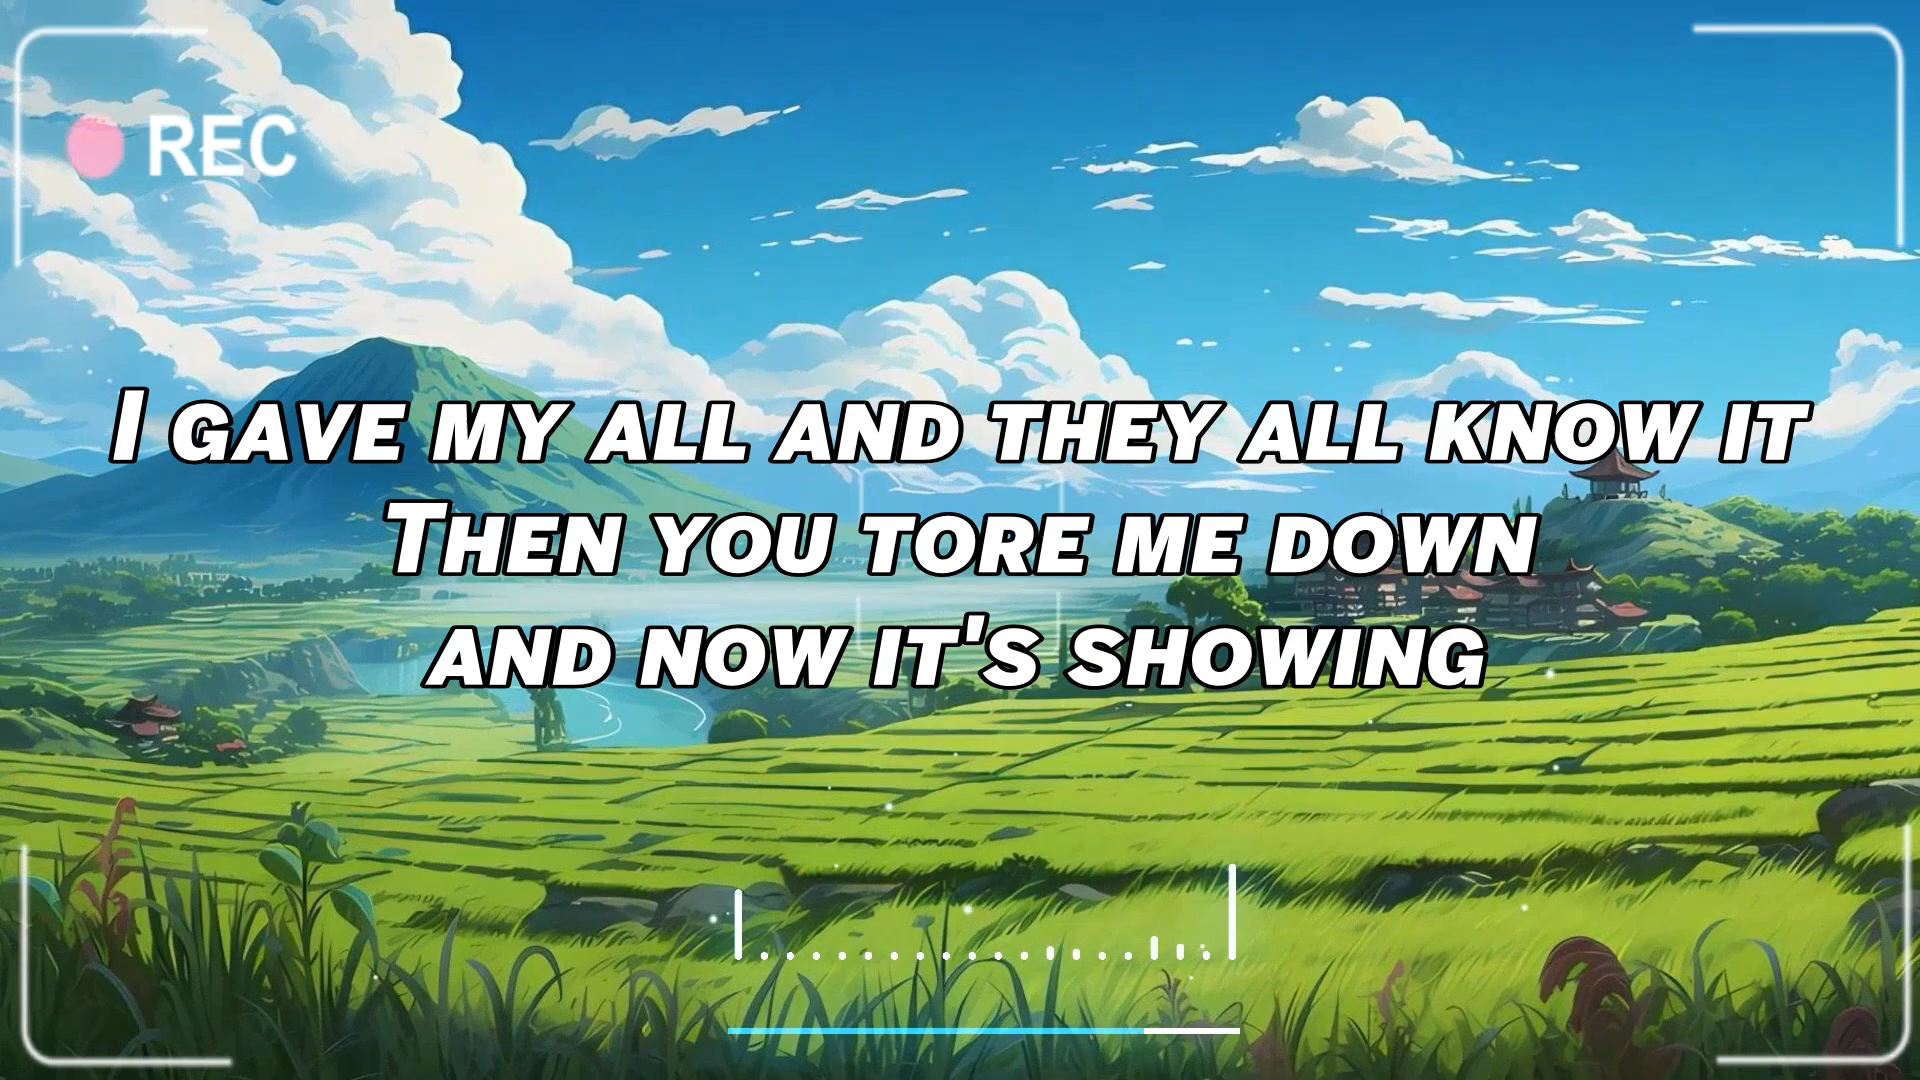 REC
I GAVE MY ALL AND THEY ALL KNOW IT
THEN YOU TORE ME DOWN
AND NOW IT'S SHOWING